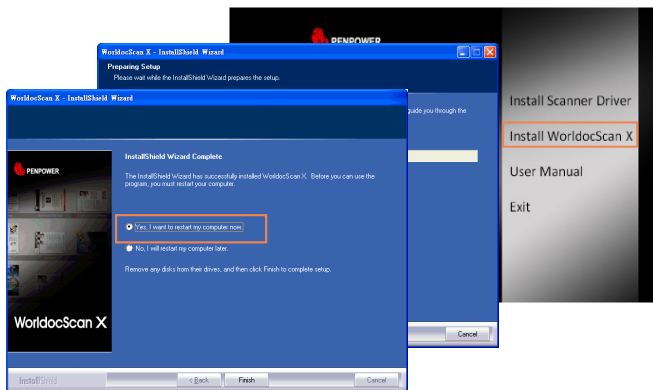 PENPOWER
Install Scanner Driver
Install WorldocScan X
User Manual
Exit
WorldocScan X - InstallShield Wizard
Preparing Setup
Please wait while the InstallShield Wizard prepares the setup.
guide you through the
Cancel
WorldocScan X - InstallShield Wizard
PENPOWER
WorldocScan X
InstallShield Wizard Complete
The InstallShield Wizard has successfully installed WorldocScan X. Before you can use the
program, you must restart your computer.
Yes, I want to restart my computer now.
No, I will restart my computer later.
Remove any disks from their drives, and then click Finish to complete setup.
InstallShield
< Back
Finish
Cancel